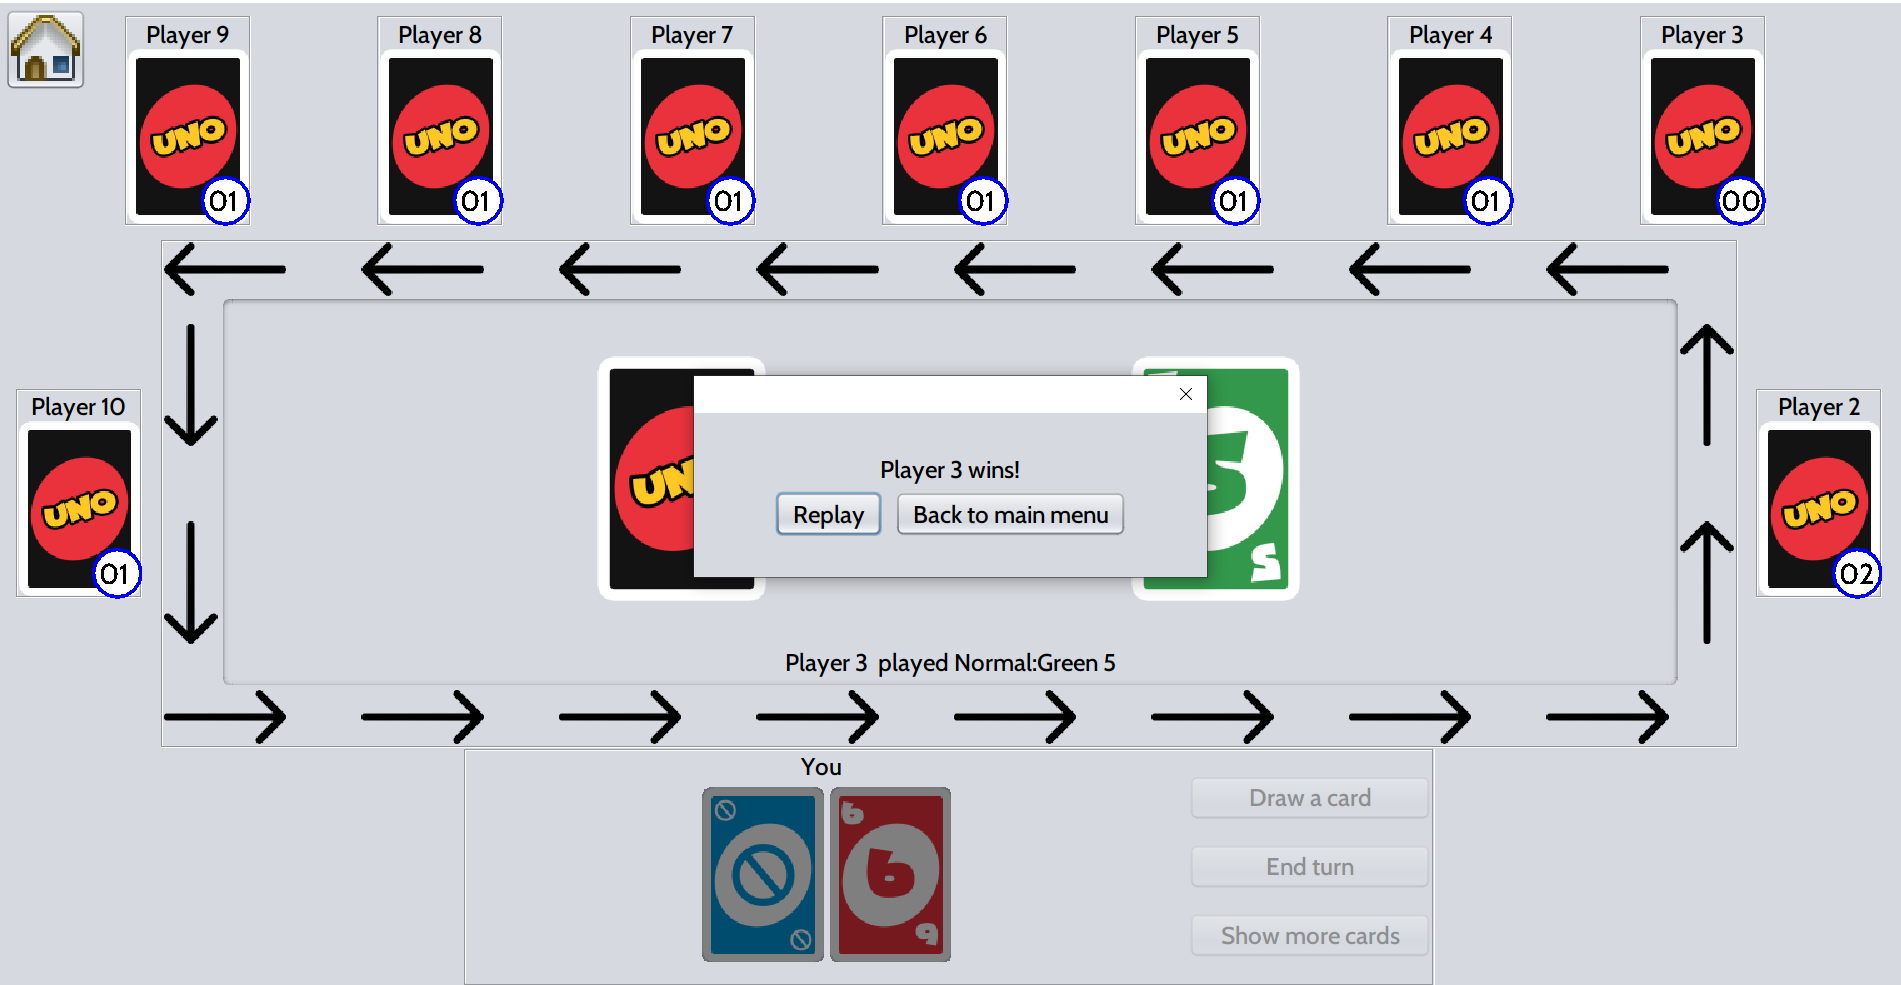 Player 9
Player 8
Player 7
Player 6
Player 5
Player 4
Player 3
UNO
UNO
UNO
UNO
UNO
UNO
UNO
01
01
01
01
01
01
00
Player 10
Player 2
UNO
UNO
01
02
UNO
5
5
Player 3 wins!
Replay
Back to main menu
Player 3 played Normal:Green 5
You
6
6
6
Draw a card
End turn
Show more cards